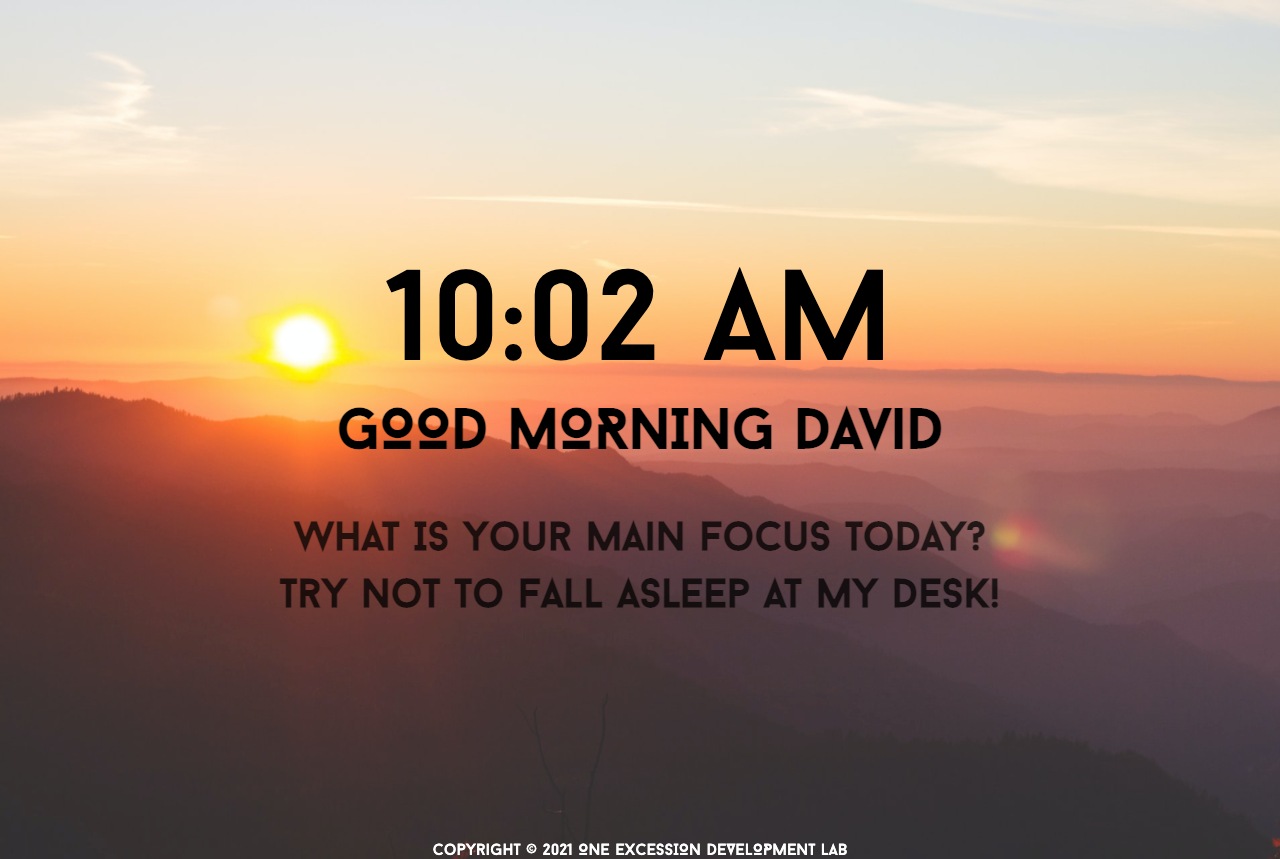 10:02 AM
GOOD MORNING DAVID
WHAT IS YOUR MAIN FOCUS TODAY?
TRY NOT TO FALL ASLEEP AT MY DESK!
COPYRIGHT © 2021 ONE EXCESSION DEVELOPMENT LAB